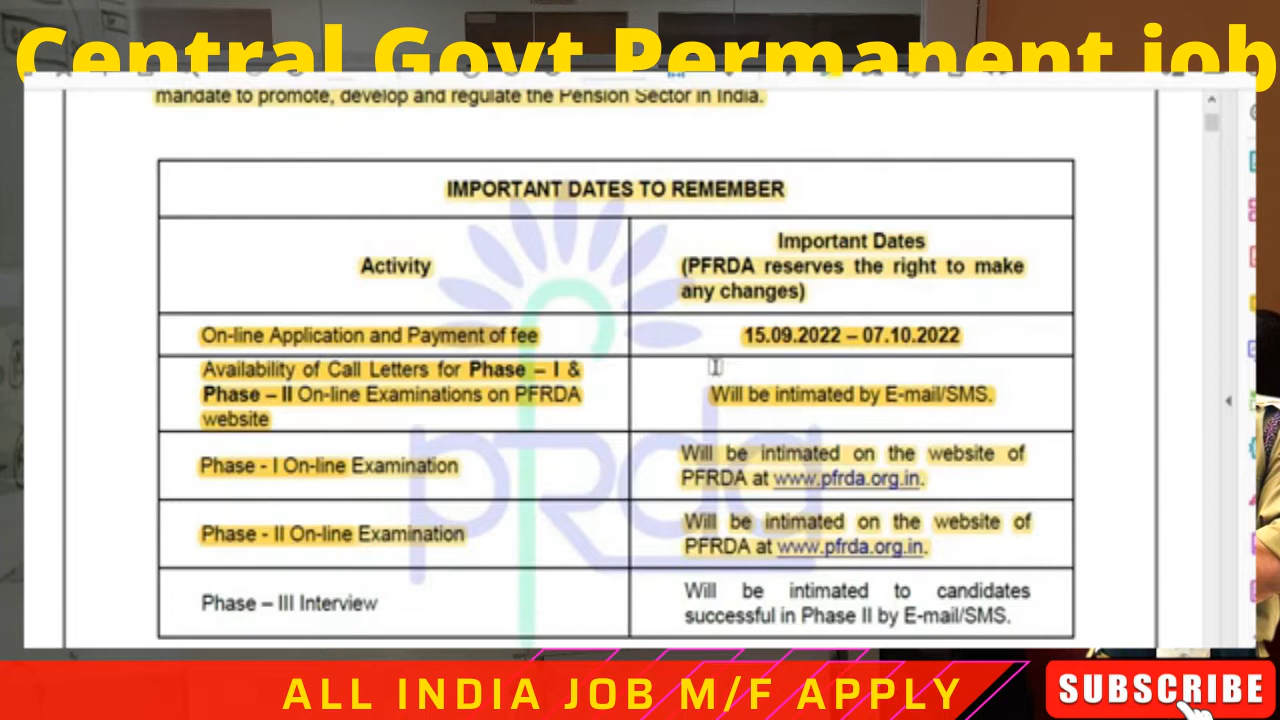 Central Govt Permanent job
mandate to promote, develop and regulate the Pension Sector in India.
IMPORTANT DATES TO REMEMBER
Activity
Important Dates
(PFRDA reserves the right to make
any changes)
On-line Application and Payment of fee
15.09.2022 – 07.10.2022
Availability of Call Letters for Phase – I &
Phase – II On-line Examinations on PFRDA
website
Will be intimated by E-mail/SMS.
Phase - I On-line Examination
Will be intimated on the website of
PFRDA at www.pfrda.org.in.
Phase - II On-line Examination
Will be intimated on the website of
PFRDA at www.pfrda.org.in.
Phase – III Interview
Will be intimated to candidates
successful in Phase II by E-mail/SMS.
pfrda
ALL INDIA JOB M/F APPLY
SUBSCRIBE